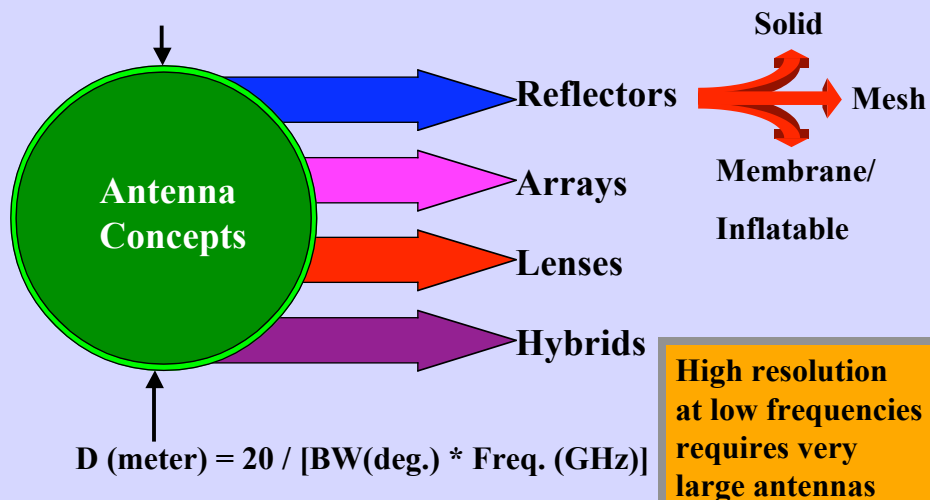 Solid
Reflectors
Mesh
Membrane/
Inflatable
Antenna
Concepts
Arrays
Lenses
Hybrids
D (meter) = 20 / [BW(deg.) * Freq. (GHz)]
High resolution
at low frequencies
requires very
large antennas